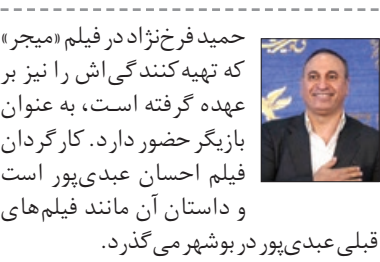 حمید فرخ‌نژاد در فیلم «میجر»
که تهیه‌کنندگی‌اش را نیز بر
عهده گرفته است، به عنوان
بازیگر حضور دارد. کارگردان
فیلم احسان عبدی‌پور است
و داستان آن مانند فیلم‌های
قبلی عبدی‌پور در بوشهر می‌گذرد.